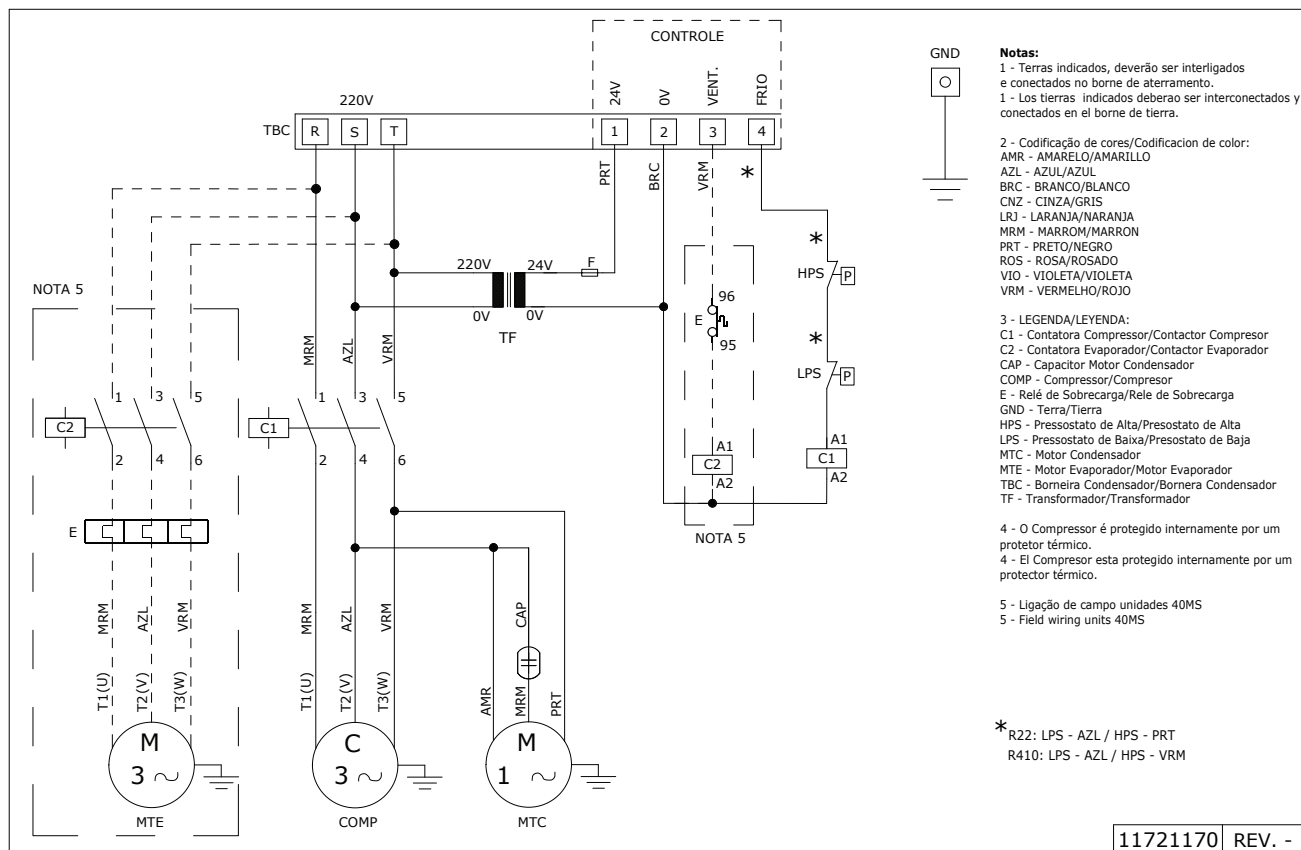 CONTROLE
220V
24V
0V
VENT.
FRIO
TBC
R
S
T
1
2
3
4
PRT
BRC
VRM
*
*
HPS
P
*
LPS
P
220V
24V
F
0V
0V
TF
96
E
95
A1
C2
A2
A1
C1
A2
NOTA 5
NOTA 5
MRM
AZL
VRM
C2
1
3
5
2
4
6
C1
1
3
5
2
4
6
E
MRM
AZL
VRM
T1(U)
T2(V)
T3(W)
M
3
MTE
MRM
AZL
VRM
T1(U)
T2(V)
T3(W)
C
3
COMP
CAP
AMR
MRM
PRT
M
1
MTC
GND
Notas:
1 - Terras indicados, deverão ser interligados
e conectados no borne de aterramento.
1 - Los tierras indicados deberao ser interconectados y
conectados en el borne de tierra.
2 - Codificação de cores/Codificacion de color:
AMR - AMARELO/AMARILLO
AZL - AZUL/AZUL
BRC - BRANCO/BLANCO
CNZ - CINZA/GRIS
LRJ - LARANJA/NARANJA
MRM - MARROM/MARRON
PRT - PRETO/NEGRO
ROS - ROSA/ROSADO
VIO - VIOLETA/VIOLETA
VRM - VERMELHO/ROJO
3 - LEGENDA/LEYENDA:
C1 - Contatora Compressor/Contactor Compresor
C2 - Contatora Evaporador/Contactor Evaporador
CAP - Capacitor Motor Condensador
COMP - Compressor/Compresor
E - Relé de Sobrecarga/Rele de Sobrecarga
GND - Terra/Tierra
HPS - Pressostato de Alta/Presostato de Alta
LPS - Pressostato de Baixa/Presostato de Baja
MTC - Motor Condensador
MTE - Motor Evaporador/Motor Evaporador
TBC - Borneira Condensador/Bornera Condensador
TF - Transformador/Transformador
4 - O Compressor é protegido internamente por um
protetor térmico.
4 - El Compresor esta protegido internamente por um
protector térmico.
5 - Ligação de campo unidades 40MS
5 - Field wiring units 40MS
* R22: LPS - AZL / HPS - PRT
R410: LPS - AZL / HPS - VRM
11721170 REV. -